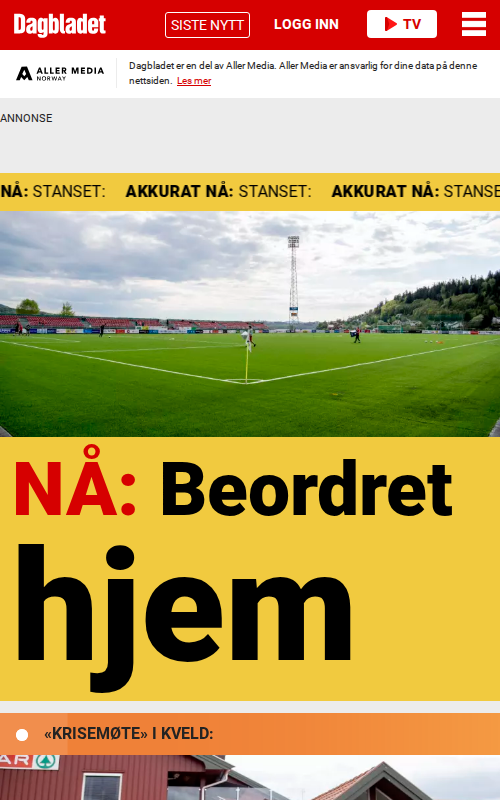 Dagbladet
SISTE NYTT
LOGG INN
TV
ALLER MEDIA
NORWAY
Dagbladet er en del av Aller Media. Aller Media er ansvarlig for dine data på denne
nettsiden. Les mer
ANNONSE
NÅ: STANSET: AKKURAT NÅ: STANSET: AKKURAT NÅ: STANSE
NÅ: Beordret
hjem
«KRISEMØTE» I KVELD:
AR